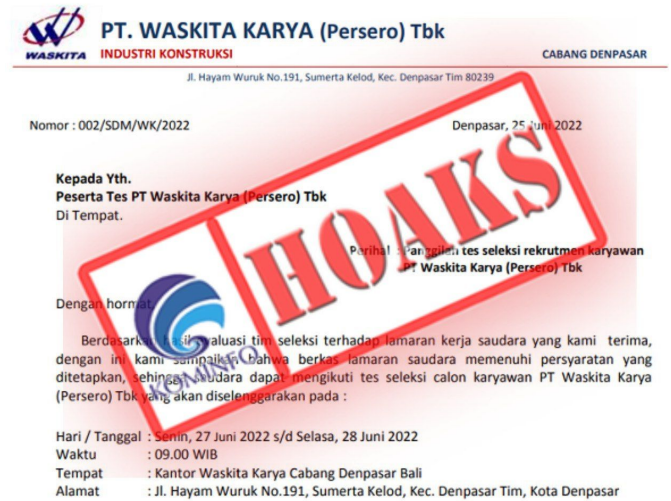 WASKITA
PT. WASKITA KARYA (Persero) Tbk
INDUSTRI KONSTRUKSI
CABANG DENPASAR
Jl. Hayam Wuruk No.191, Sumerta Kelod, Kec. Denpasar Tim 80239
Nomor : 002/SDM/WK/2022
Denpasar, 25 Juni 2022
Kepada Yth.
Peserta Tes PT Waskita Karya (Persero) Tbk
Di Tempat.
HOAKS
KOMINFO
Perihal : Panggilan tes seleksi rekrutmen karyawan
PT Waskita Karya (Persero) Tbk
Dengan hormat,
Berdasarkan hasil evaluasi tim seleksi terhadap lamaran kerja saudara yang kami terima,
dengan ini kami sampaikan bahwa berkas lamaran saudara memenuhi persyaratan yang
ditetapkan, sehingga saudara dapat mengikuti tes seleksi calon karyawan PT Waskita Karya
(Persero) Tbk yang akan diselenggarakan pada :
Hari / Tanggal : Senin, 27 Juni 2022 s/d Selasa, 28 Juni 2022
Waktu : 09.00 WIB
Tempat : Kantor Waskita Karya Cabang Denpasar Bali
Alamat : Jl. Hayam Wuruk No.191, Sumerta Kelod, Kec. Denpasar Tim, Kota Denpasar